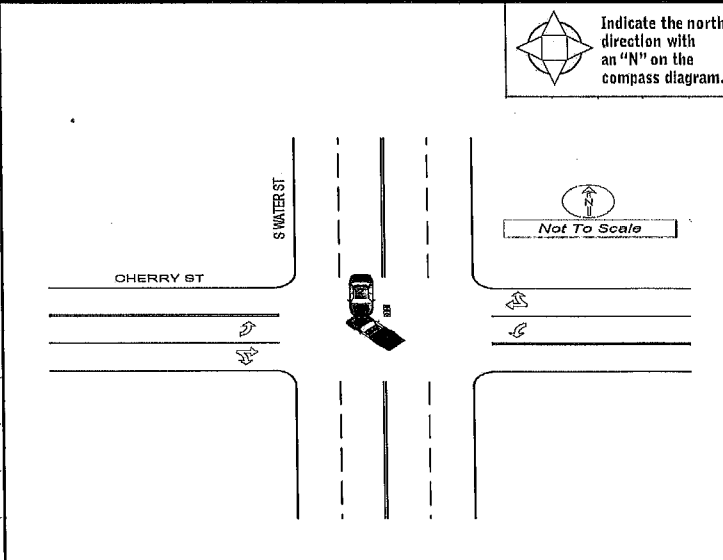 Indicate the north
direction with
an "N" on the
compass diagram.
N
Not To Scale
S WATER ST
CHERRY ST